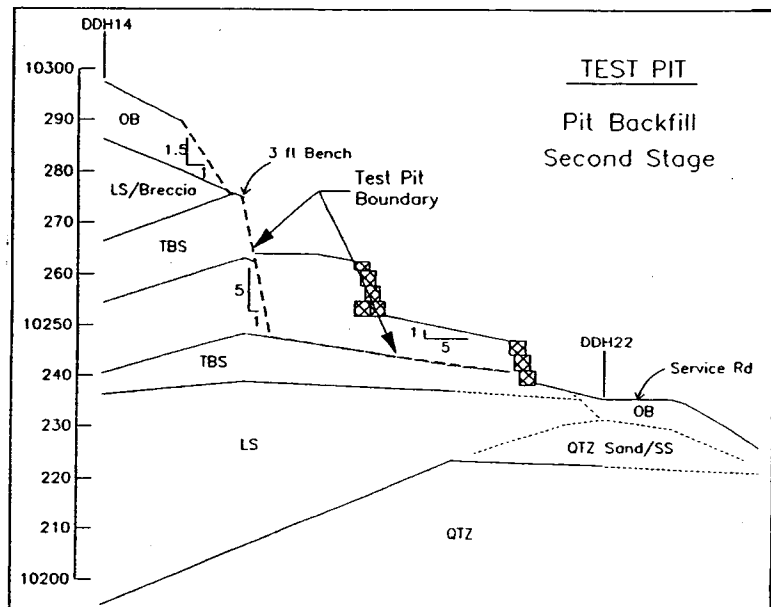 DDH14
TEST PIT
Pit Backfill
Second Stage
10300
290
280
270
260
10250
240
230
220
210
10200
OB
1.5
1
3 ft Bench
LS/Breccia
Test Pit
Boundary
TBS
5
1
1
5
DDH22
Service Rd
TBS
OB
LS
QTZ Sand/SS
QTZ